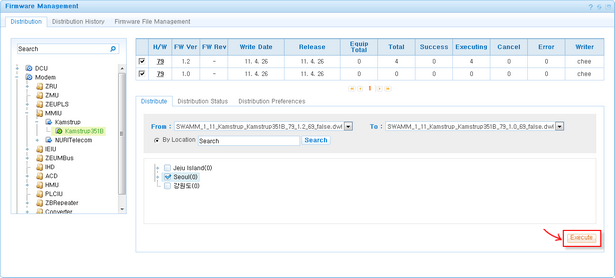 Firmware Management
Distribution
Distribution History
Firmware File Management
Search
DCU
Modem
ZRU
ZMU
ZEUPLS
MMIU
Kamstrup
Kamstrup351B
NURITelecom
IEIU
ZEUMBus
IHD
ACD
HMU
PLCIU
ZBRepeater
Converter
H/W FW Ver FW Rev Write Date Release Equip Total Total Success Executing Cancel Error Writer
79 1.2 - 11. 4. 26 11. 4. 26 0 4 0 4 0 0 chee
79 1.0 - 11. 4. 26 11. 4. 26 0 0 0 0 0 0 chee
1
Distribute Distribution Status Distribution Preferences
From : SWAMM_1_11_Kamstrup_Kamstrup351B_79_1.2_69_false.dwl To : SWAMM_1_11_Kamstrup_Kamstrup351B_79_1.0_69_false.dwl
By Location Search Search
Jeju Island(0)
Seoul(0)
강원도(0)
Execute